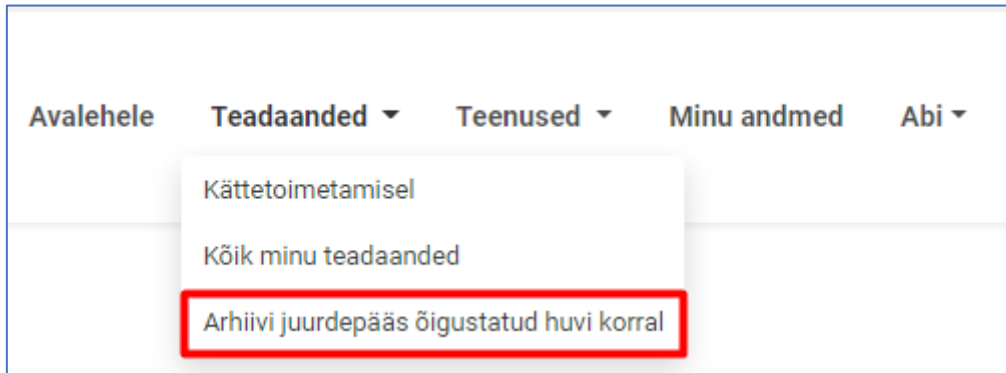 Avalehele Teadaanded Teenused Minu andmed Abi
Kättetoimetamisel
Kõik minu teadaanded
Arhiivi juurdepääs õigustatud huvi korral